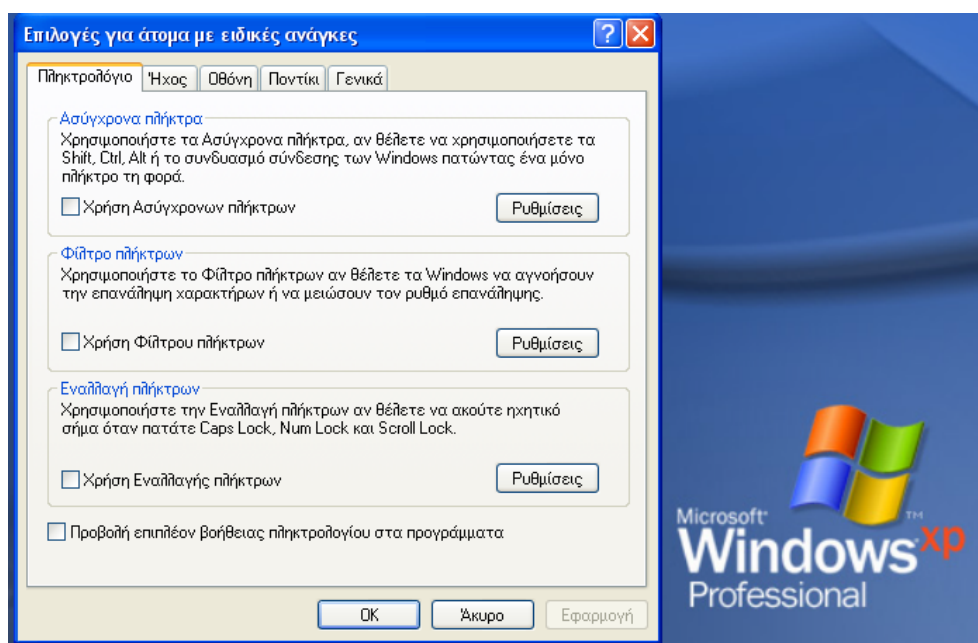 Επιλογές για άτομα με ειδικές ανάγκες
Πληκτρολόγιο Ήχος Οθόνη Ποντίκι Γενικά
Ασύγχρονα πλήκτρα
Χρησιμοποιήστε τα Ασύγχρονα πλήκτρα, αν θέλετε να χρησιμοποιήσετε τα
Shift, Ctrl, Alt ή το συνδυασμό σύνδεσης των Windows πατώντας ένα μόνο
πλήκτρο τη φορά.
Χρήση Ασύγχρονων πλήκτρων Ρυθμίσεις
Φίλτρο πλήκτρων
Χρησιμοποιήστε το Φίλτρο πλήκτρων αν θέλετε τα Windows να αγνοήσουν
την επανάληψη χαρακτήρων ή να μειώσουν τον ρυθμό επανάληψης.
Χρήση Φίλτρου πλήκτρων Ρυθμίσεις
Εναλλαγή πλήκτρων
Χρησιμοποιήστε την Εναλλαγή πλήκτρων αν θέλετε να ακούτε ηχητικό
σήμα όταν πατάτε Caps Lock, Num Lock και Scroll Lock.
Χρήση Εναλλαγής πλήκτρων Ρυθμίσεις
Προβολή επιπλέον βοήθειας πληκτρολογίου στα προγράμματα
OK Άκυρο Εφαρμογή
Microsoft®
Windows xp ™
Professional